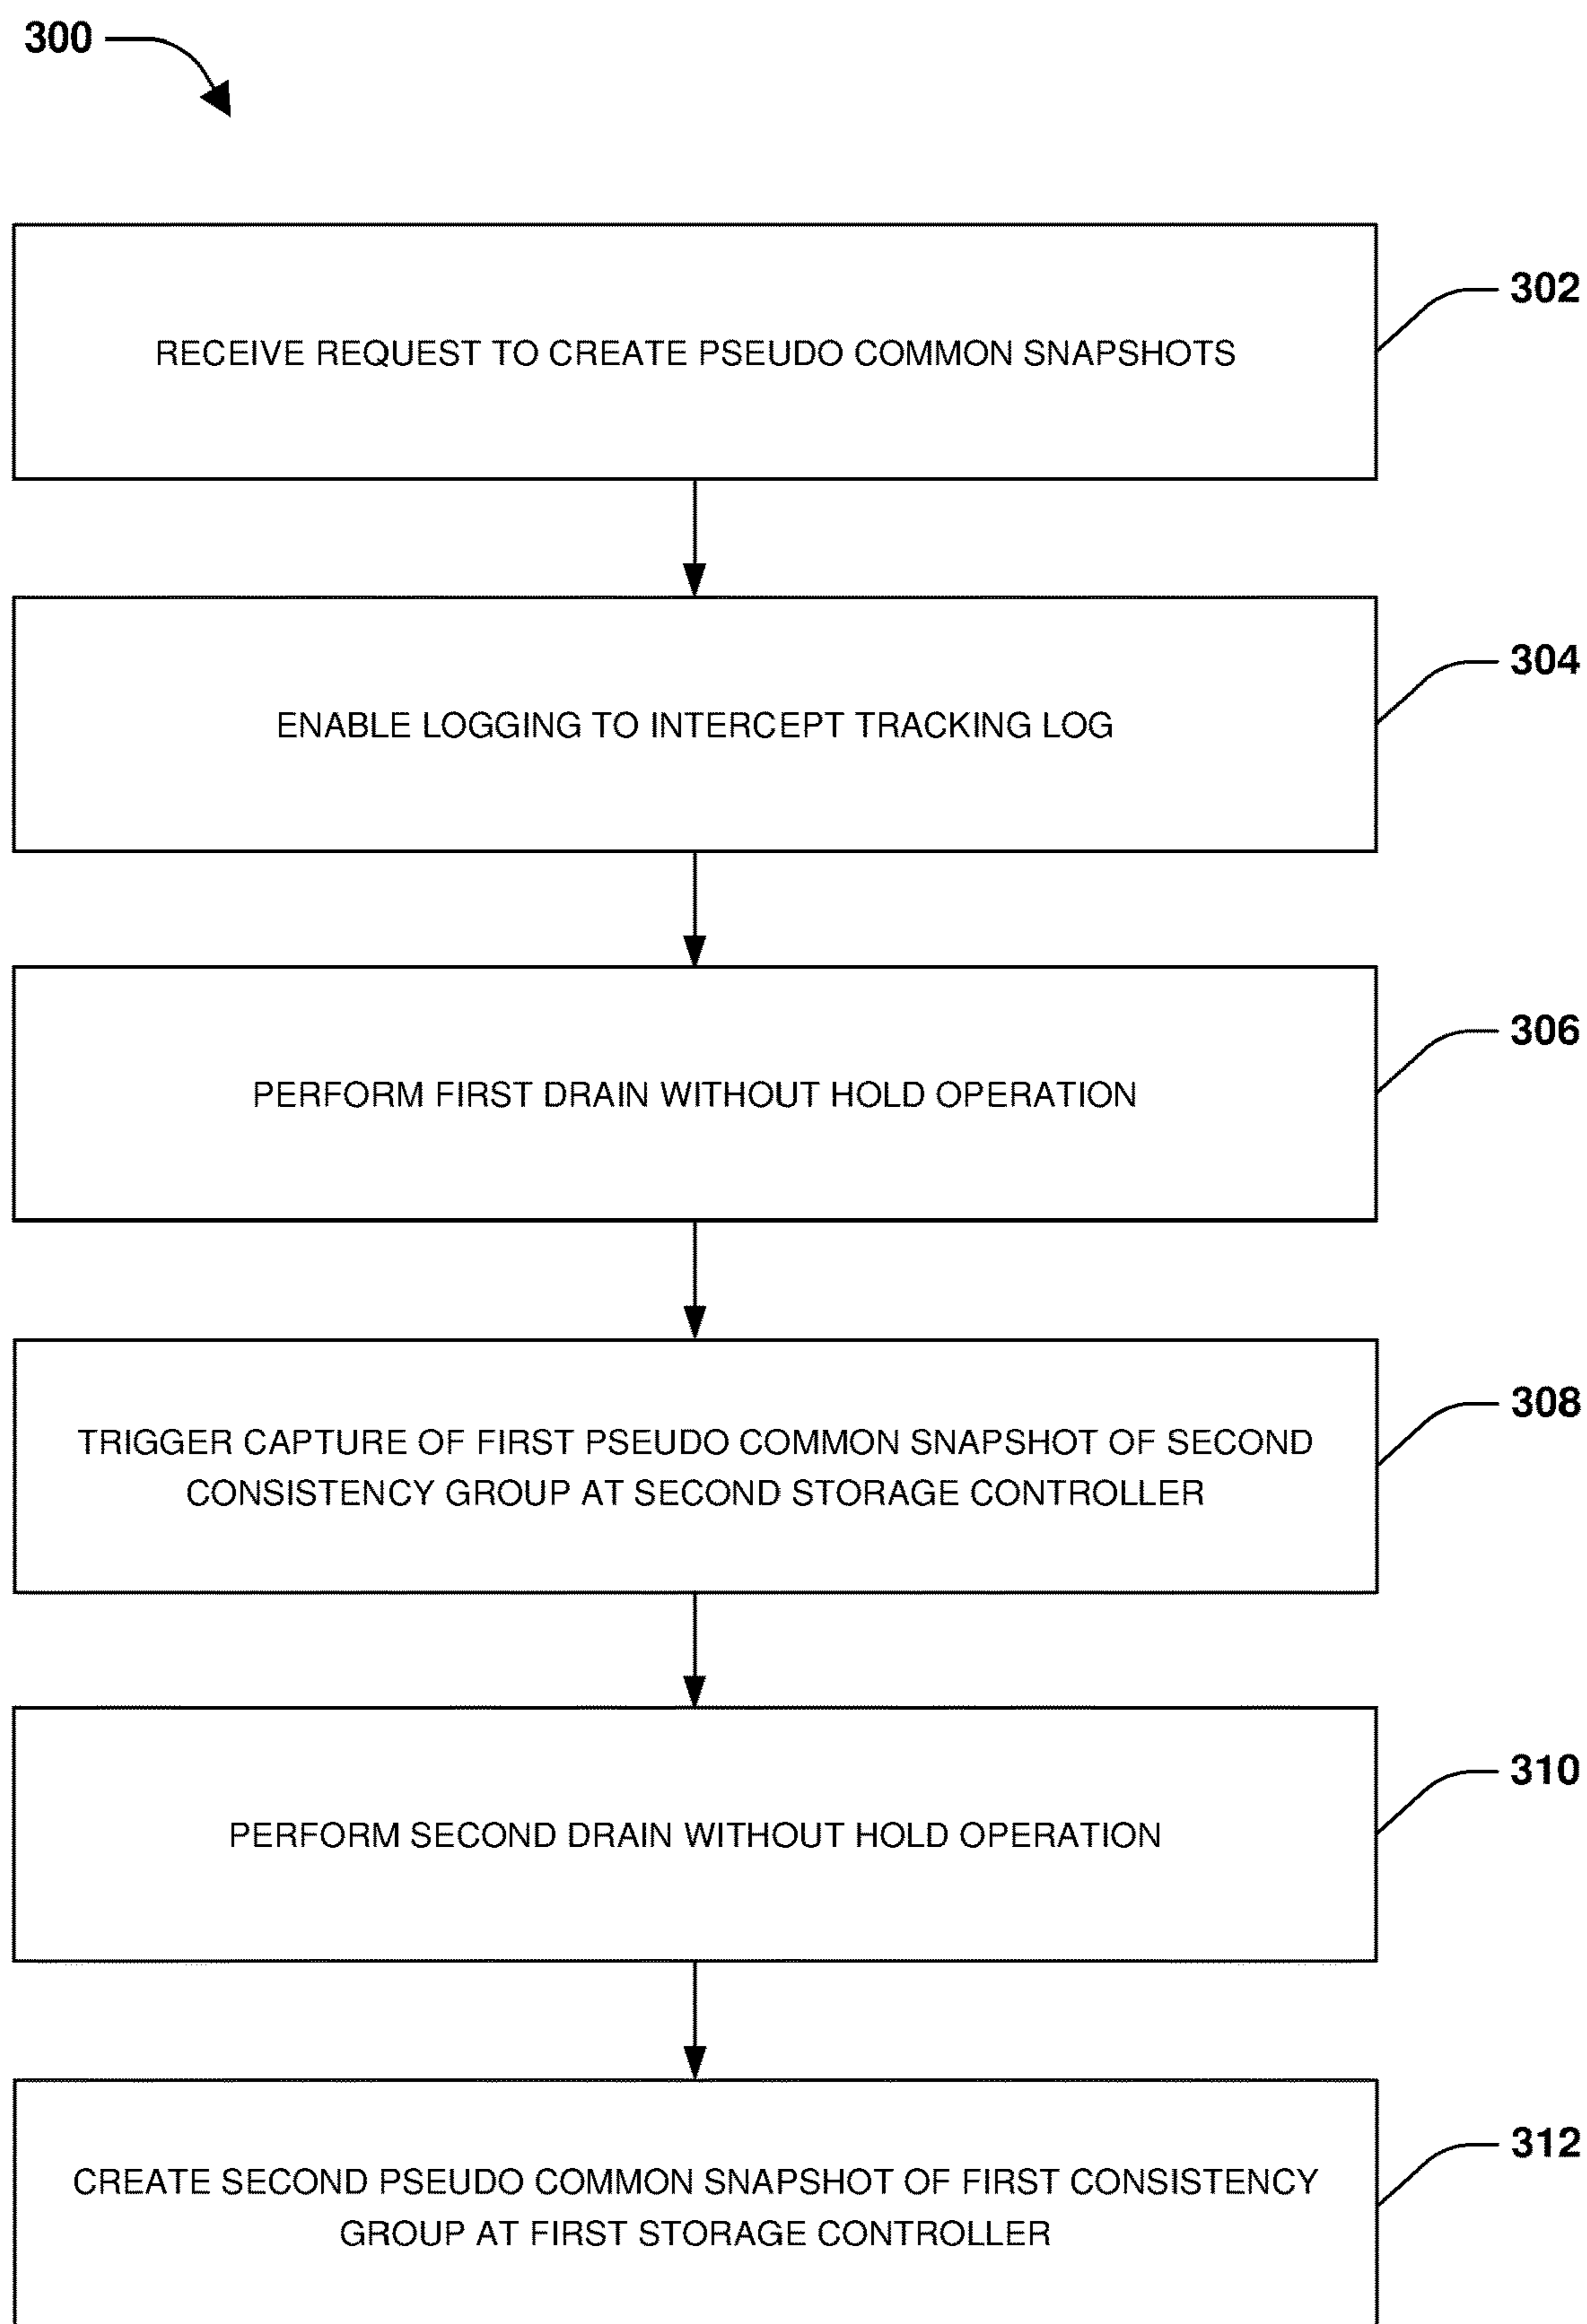 300
302
RECEIVE REQUEST TO CREATE PSEUDO COMMON SNAPSHOTS
304
ENABLE LOGGING TO INTERCEPT TRACKING LOG
306
PERFORM FIRST DRAIN WITHOUT HOLD OPERATION
308
TRIGGER CAPTURE OF FIRST PSEUDO COMMON SNAPSHOT OF SECOND
CONSISTENCY GROUP AT SECOND STORAGE CONTROLLER
310
PERFORM SECOND DRAIN WITHOUT HOLD OPERATION
312
CREATE SECOND PSEUDO COMMON SNAPSHOT OF FIRST CONSISTENCY
GROUP AT FIRST STORAGE CONTROLLER